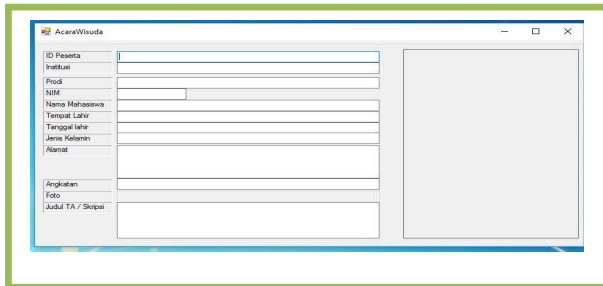 AcaraWisuda
ID Peserta
Institusi
Prodi
NIM
Nama Mahasiswa
Tempat Lahir
Tanggal lahir
Jenis Kelamin
Alamat
Angkatan
Foto
Judul TA / Skripsi